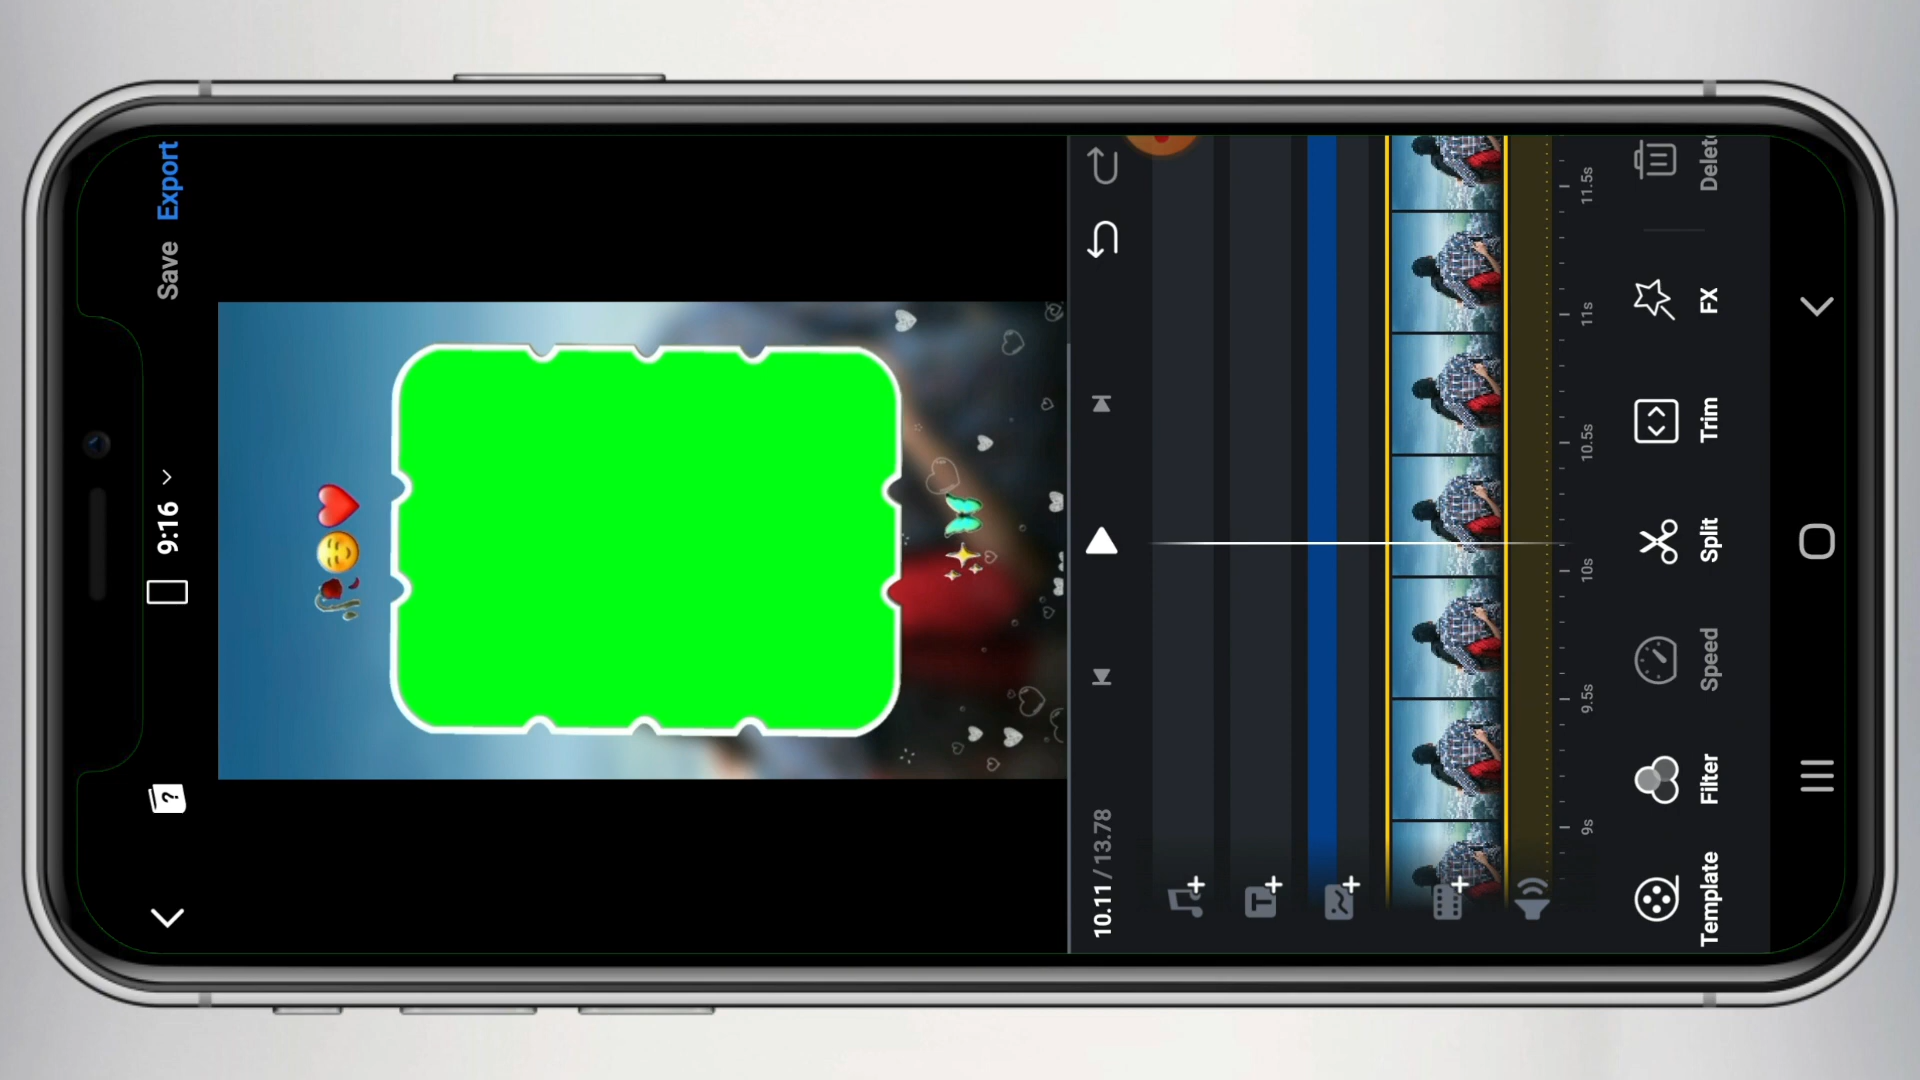 9:16
Save
Export
10.11 / 13.78
9s
9.5s
10s
10.5s
11s
11.5s
Template
Filter
Speed
Split
Trim
FX
Delet